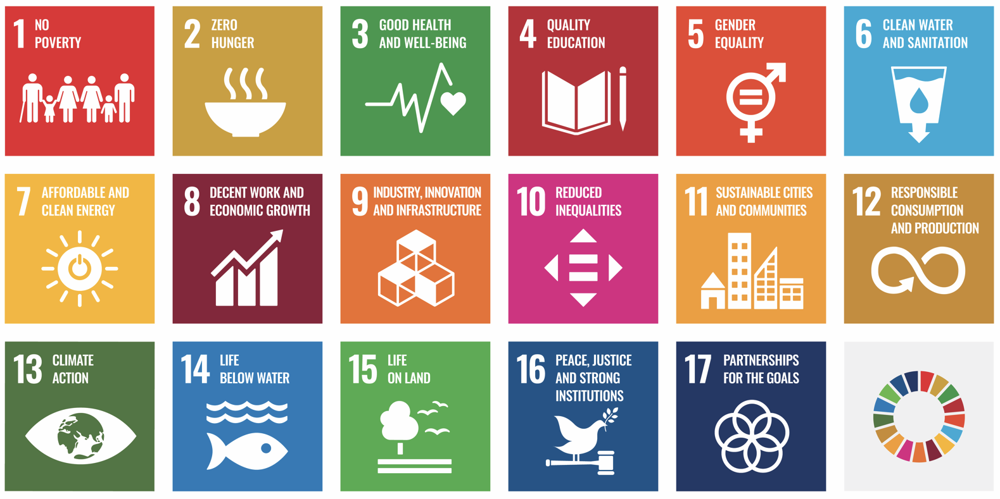 1 NO
POVERTY
2 ZERO
HUNGER
3 GOOD HEALTH
AND WELL-BEING
4 QUALITY
EDUCATION
5 GENDER
EQUALITY
6 CLEAN WATER
AND SANITATION
7 AFFORDABLE AND
CLEAN ENERGY
8 DECENT WORK AND
ECONOMIC GROWTH
9 INDUSTRY, INNOVATION
AND INFRASTRUCTURE
10 REDUCED
INEQUALITIES
11 SUSTAINABLE CITIES
AND COMMUNITIES
12 RESPONSIBLE
CONSUMPTION
AND PRODUCTION
13 CLIMATE
ACTION
14 LIFE
BELOW WATER
15 LIFE
ON LAND
16 PEACE, JUSTICE
AND STRONG
INSTITUTIONS
17 PARTNERSHIPS
FOR THE GOALS